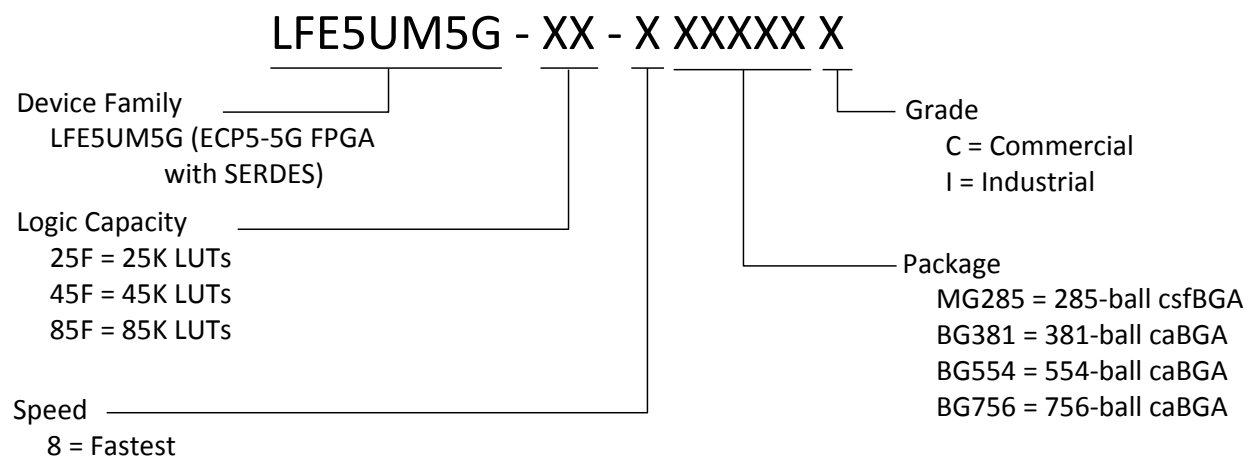 LFE5UM5G - XX - X XXXXX X
Device Family
LFE5UM5G (ECP5-5G FPGA
with SERDES)
Logic Capacity
25F = 25K LUTs
45F = 45K LUTs
85F = 85K LUTs
Speed
8 = Fastest
Grade
C = Commercial
I = Industrial
Package
MG285 = 285-ball csfBGA
BG381 = 381-ball caBGA
BG554 = 554-ball caBGA
BG756 = 756-ball caBGA